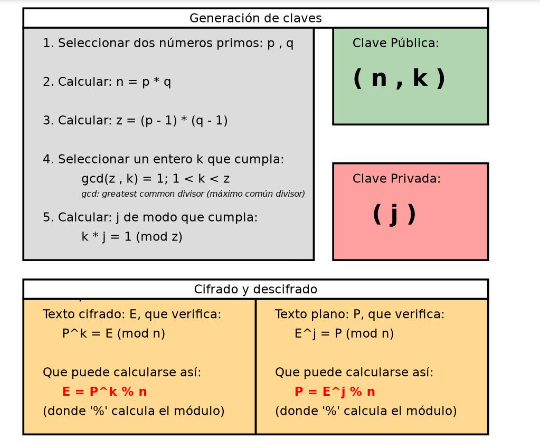 Generación de claves
1. Seleccionar dos números primos: p , q
2. Calcular: n = p * q
3. Calcular: z = (p - 1) * (q - 1)
4. Seleccionar un entero k que cumpla:
gcd(z , k) = 1; 1 < k < z
gcd: greatest common divisor (máximo común divisor)
5. Calcular: j de modo que cumpla:
k * j = 1 (mod z)
Clave Pública:
( n , k )
Clave Privada:
( j )
Cifrado y descifrado
Texto cifrado: E, que verifica:
P^k = E (mod n)
Que puede calcularse así:
E = P^k % n
(donde '%' calcula el módulo)
Texto plano: P, que verifica:
E^j = P (mod n)
Que puede calcularse así:
P = E^j % n
(donde '%' calcula el módulo)